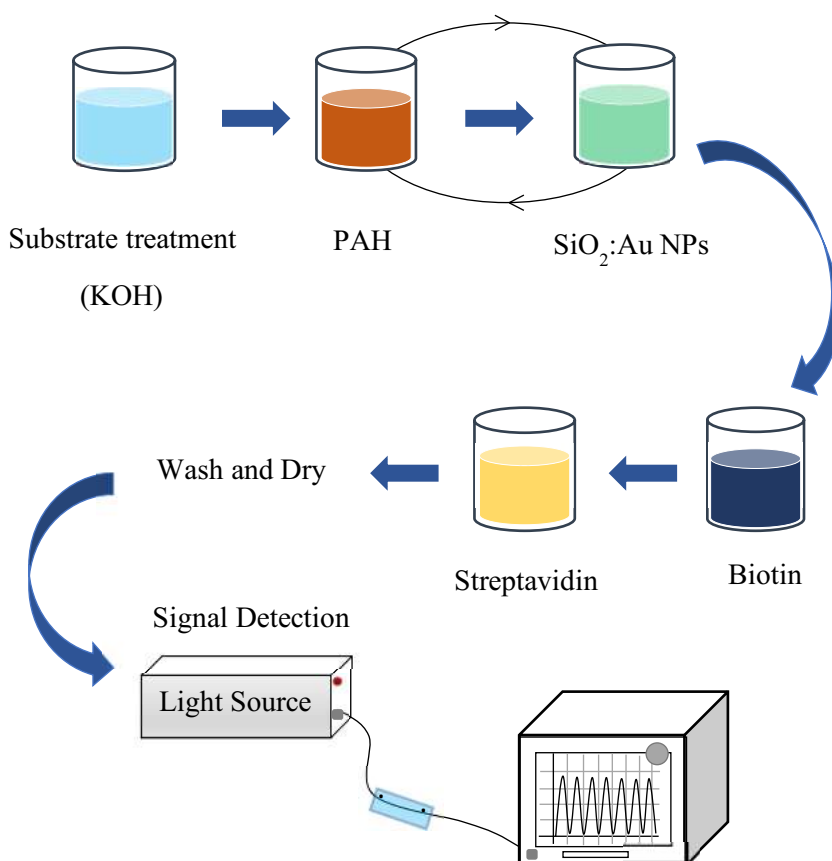 Substrate treatment
(KOH)
PAH
SiO₂:Au NPs
Wash and Dry
Streptavidin
Biotin
Signal Detection
Light Source